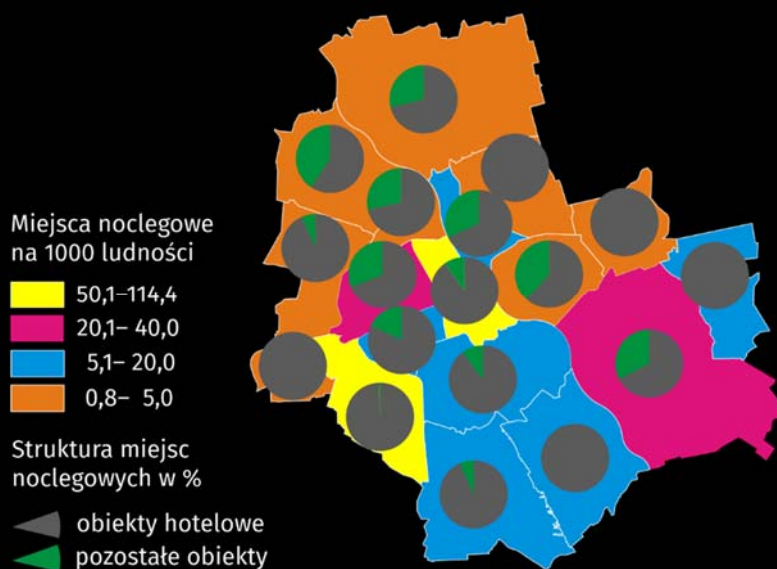 Miejsca noclegowe
na 1000 ludności
50,1–114,4
20,1– 40,0
5,1– 20,0
0,8– 5,0
Struktura miejsc
noclegowych w %
obiekty hotelowe
pozostałe obiekty